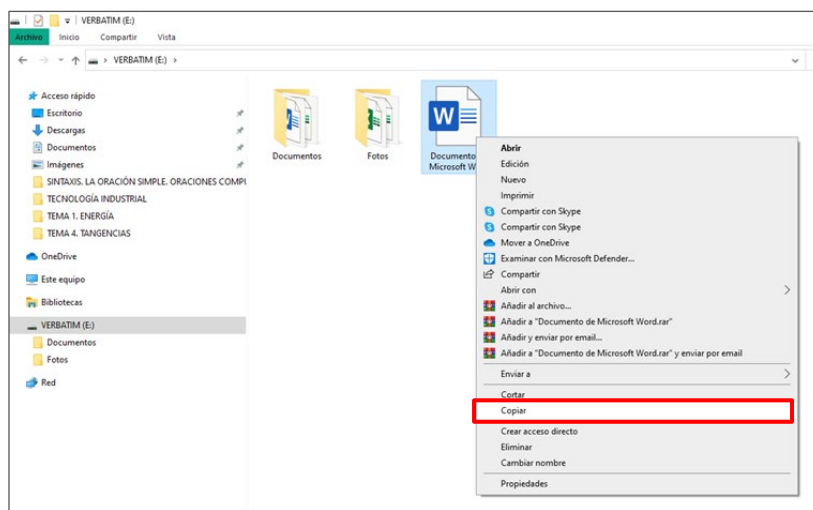 VERBATIM (E:)
Archivo Inicio Compartir Vista
VERBATIM (E:)
Acceso rápido
Escritorio
Descargas
Documentos
Imágenes
SINTAXIS. LA ORACIÓN SIMPLE. ORACIONES COMPU
TECNOLOGÍA INDUSTRIAL
TEMA 1. ENERGÍA
TEMA 4. TANGENCIAS
OneDrive
Este equipo
Bibliotecas
VERBATIM (E:)
Documentos
Fotos
Red
Documentos
Fotos
Documento
Microsoft W
Abrir
Edición
Nuevo
Imprimir
Compartir con Skype
Compartir con Skype
Mover a OneDrive
Examinar con Microsoft Defender...
Compartir
Abrir con
Añadir al archivo...
Añadir a "Documento de Microsoft Word.rar"
Añadir y enviar por email...
Añadir a "Documento de Microsoft Word.rar" y enviar por email
Enviar a
Cortar
Copiar
Crear acceso directo
Eliminar
Cambiar nombre
Propiedades